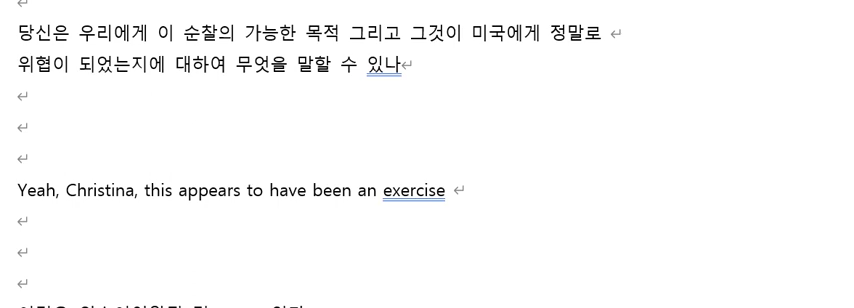 당신은 우리에게 이 순찰의 가능한 목적 그리고 그것이 미국에게 정말로
위협이 되었는지에 대하여 무엇을 말할 수 있나
Yeah, Christina, this appears to have been an exercise